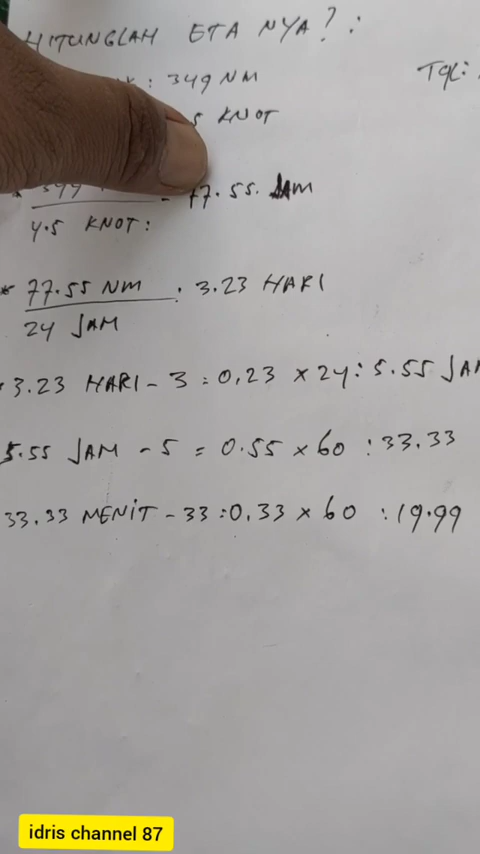 HITUNGLAH ETA NYA? :
: 349 NM
Tgl:
5 KNOT
77.55. JAM
4.5 KNOT:
* 77.55 NM : 3.23 HARI
24 JAM
3.23 HARI - 3 : 0,23 x 24 : 5.55 JAM
5.55 JAM - 5 = 0.55 x 60 : 33.33
33.33 MENIT - 33 : 0,33 x 60 : 19.99
idris channel 87